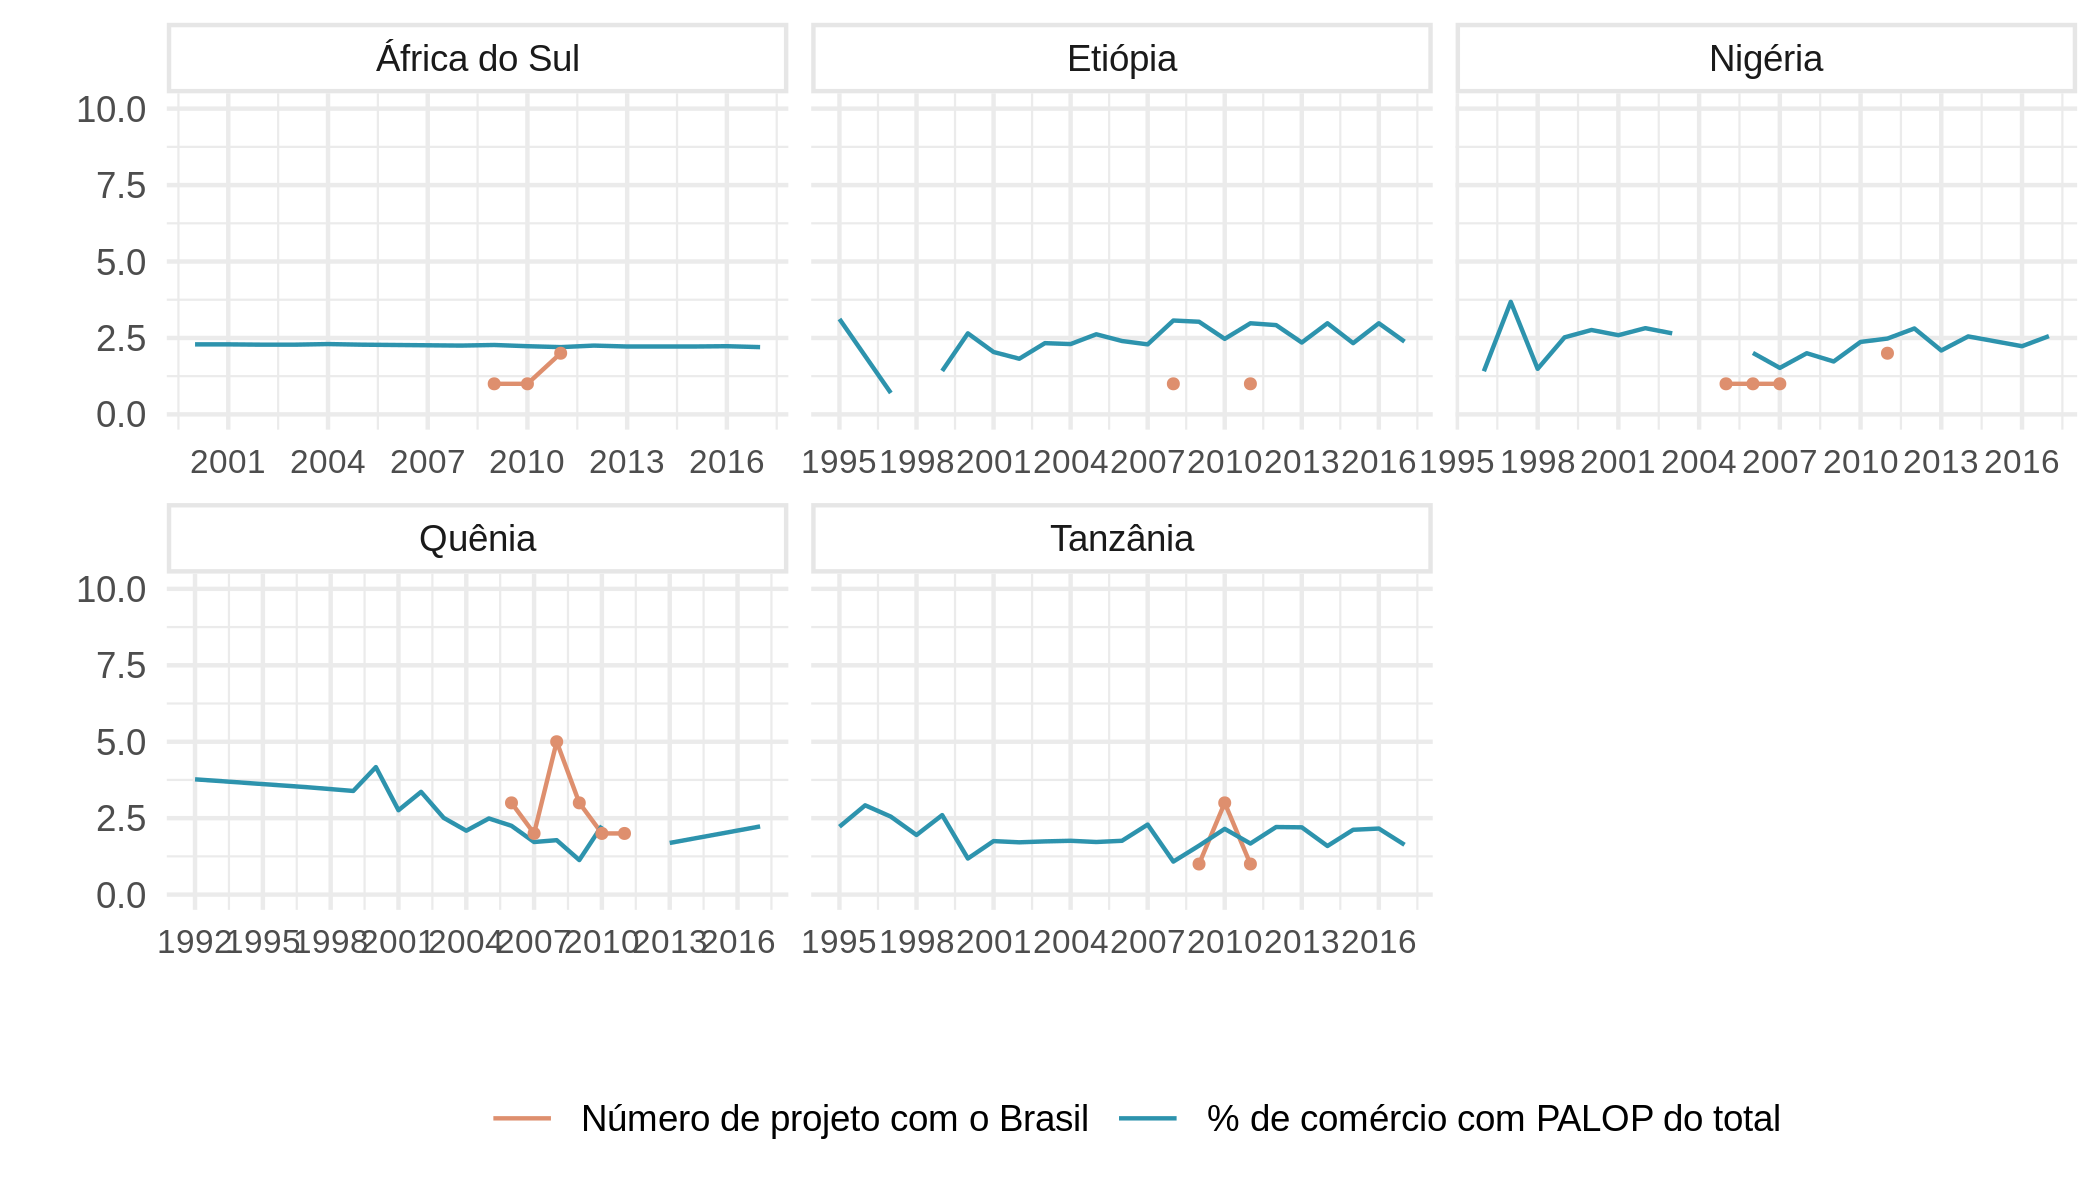 África do Sul Etiópia Nigéria
10.0
7.5
5.0
2.5
0.0
2001 2004 2007 2010 2013 2016 1995 1998 2001 2004 2007 2010 2013 2016 1995 1998 2001 2004 2007 2010 2013 2016
Quênia Tanzânia
10.0
7.5
5.0
2.5
0.0
1992 1995 1998 2001 2004 2007 2010 2013 2016 1995 1998 2001 2004 2007 2010 2013 2016
Número de projeto com o Brasil % de comércio com PALOP do total